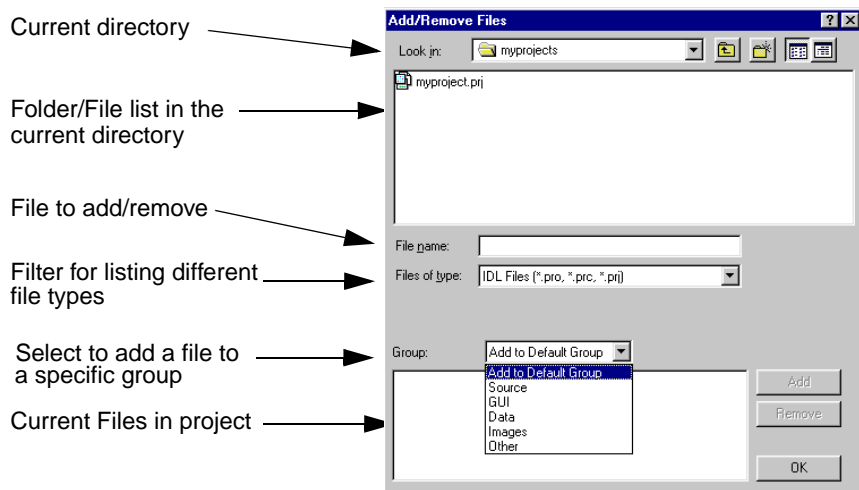 Add/Remove Files
Current directory
Look in:
myprojects
myproject.prj
Folder/File list in the
current directory
File to add/remove
File name:
Filter for listing different
file types
Files of type:
IDL Files (*.pro, *.prc, *.prj)
Select to add a file to
a specific group
Group:
Add to Default Group
Add to Default Group
Source
GUI
Data
Images
Other
Add
Remove
Current Files in project
OK